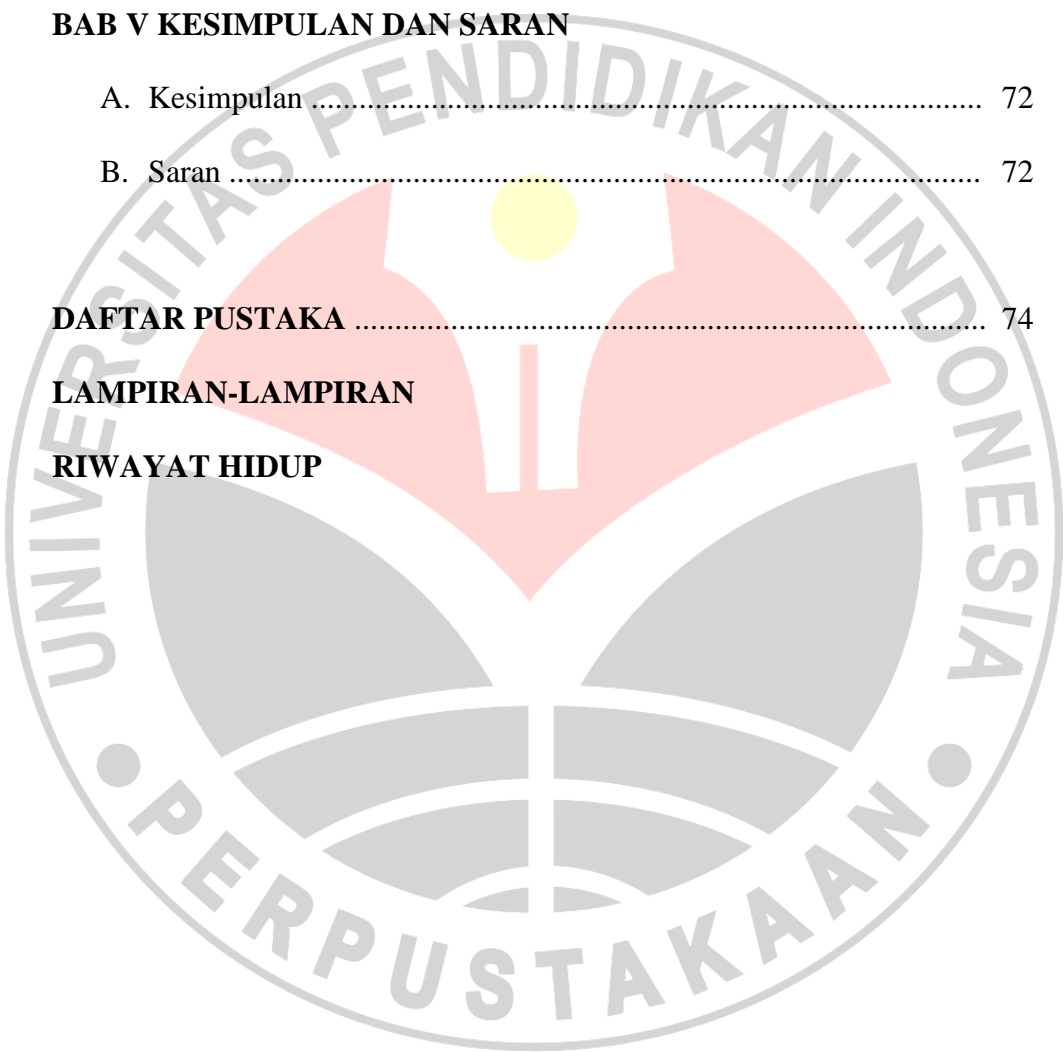 BAB V KESIMPULAN DAN SARAN
A. Kesimpulan .................................................................................... 72
B. Saran .............................................................................................. 72
DAFTAR PUSTAKA ............................................................................... 74
LAMPIRAN-LAMPIRAN
RIWAYAT HIDUP
UNIVERSITAS PENDIDIKAN INDONESIA
PERPUSTAKAAN